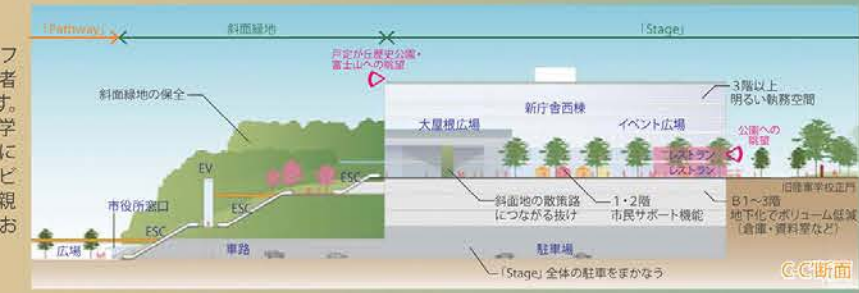 「Pathway」
斜面緑地
「Stage」
戸定が丘歴史公園・
富士山への眺望
斜面緑地の保全
3階以上
明るい執務空間
新庁舎西棟
大屋根広場
イベント広場
公園への
眺望
レストラン
レストラン
EV
ESC
ESC
ESC
市役所窓口
旧陸軍学校正門
斜面地の散策路
につながる抜け
1・2階
市民サポート機能
B1〜3階
地下化でボリューム低減
(倉庫・資料室など)
広場
車路
駐車場
「Stage」全体の駐車をまかなう
C-C'断面
フ
者
す。
学
に
ビ
親
お